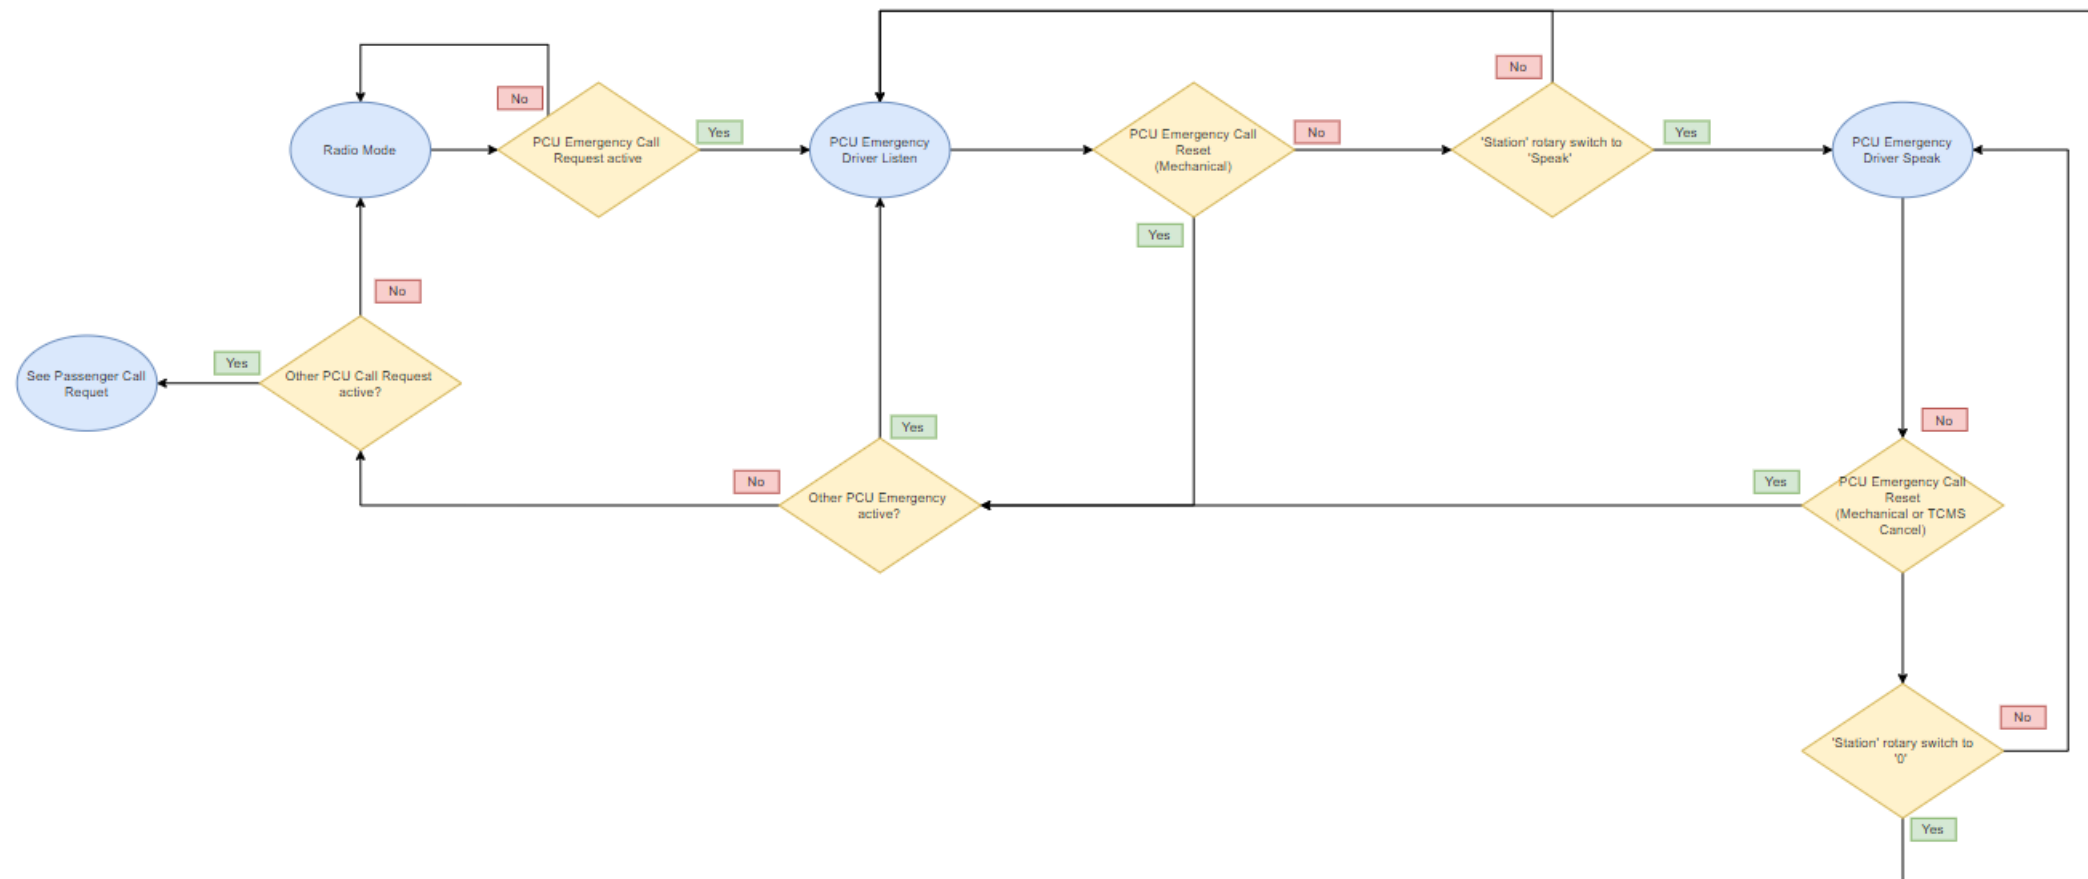 No
No
Radio Mode
PCU Emergency Call
Request active
Yes
PCU Emergency
Driver Listen
PCU Emergency Call
Reset
(Mechanical)
No
'Station' rotary switch to
'Speak'
Yes
PCU Emergency
Driver Speak
Yes
No
See Passenger Call
Requet
Yes
Other PCU Call Request
active?
No
Yes
No
Other PCU Emergency
active?
Yes
PCU Emergency Call
Reset
(Mechanical or TCMS
Cancel)
No
'Station' rotary switch to
'0'
Yes